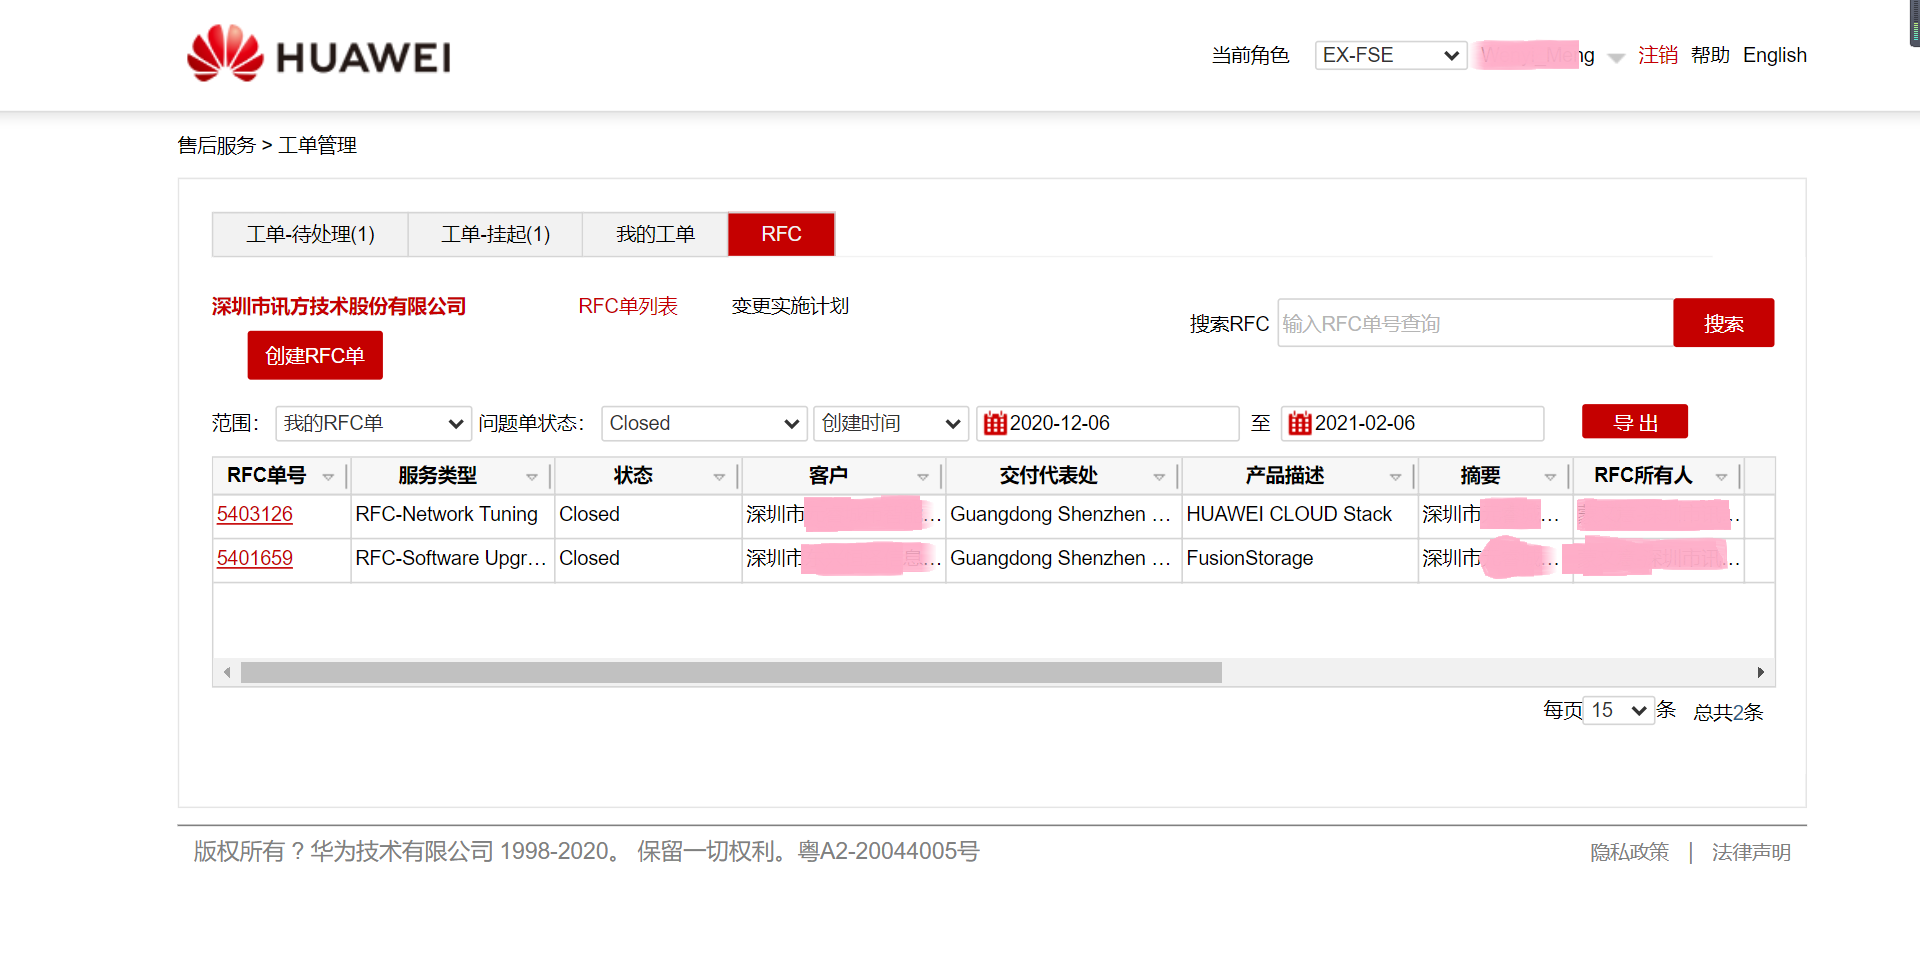 HUAWEI
当前角色 EX-FSE ng 注销 帮助 English
售后服务 > 工单管理
工单-待处理(1) 工单-挂起(1) 我的工单 RFC
深圳市讯方技术股份有限公司 RFC单列表 变更实施计划
搜索RFC 输入RFC单号查询 搜索
创建RFC单
范围： 我的RFC单 问题单状态： Closed 创建时间 2020-12-06 至 2021-02-06 导 出
RFC单号 服务类型 状态 客户 交付代表处 产品描述 摘要 RFC所有人
5403126 RFC-Network Tuning Closed 深圳市 ... Guangdong Shenzhen ... HUAWEI CLOUD Stack 深圳市 ...
5401659 RFC-Software Upgr... Closed 深圳市 息... Guangdong Shenzhen ... FusionStorage 深圳市 ... 圳市讯...
每页 15 条 总共2条
版权所有 ? 华为技术有限公司 1998-2020。 保留一切权利。粤A2-20044005号
隐私政策 | 法律声明